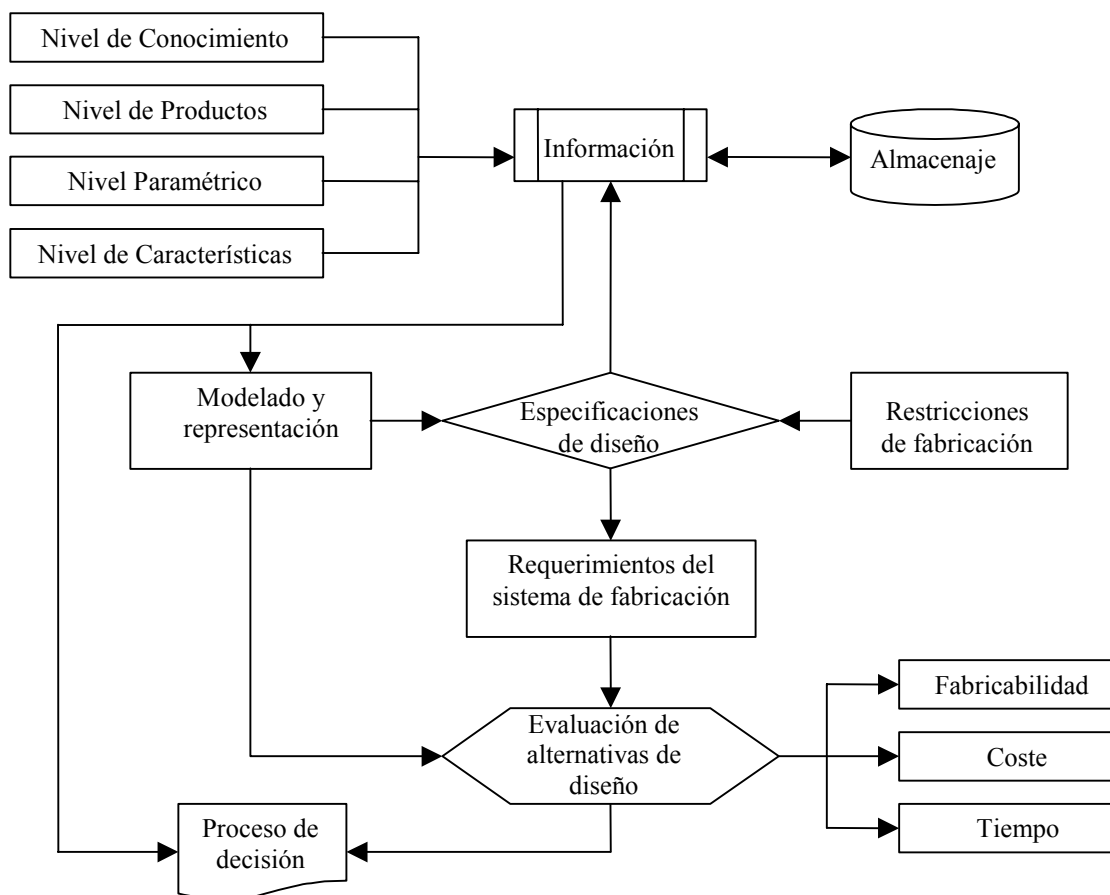 Nivel de Conocimiento
Nivel de Productos
Nivel Paramétrico
Nivel de Características
Información
Almacenaje
Modelado y
representación
Especificaciones
de diseño
Restricciones
de fabricación
Requerimientos del
sistema de fabricación
Evaluación de
alternativas de
diseño
Fabricabilidad
Coste
Tiempo
Proceso de
decisión